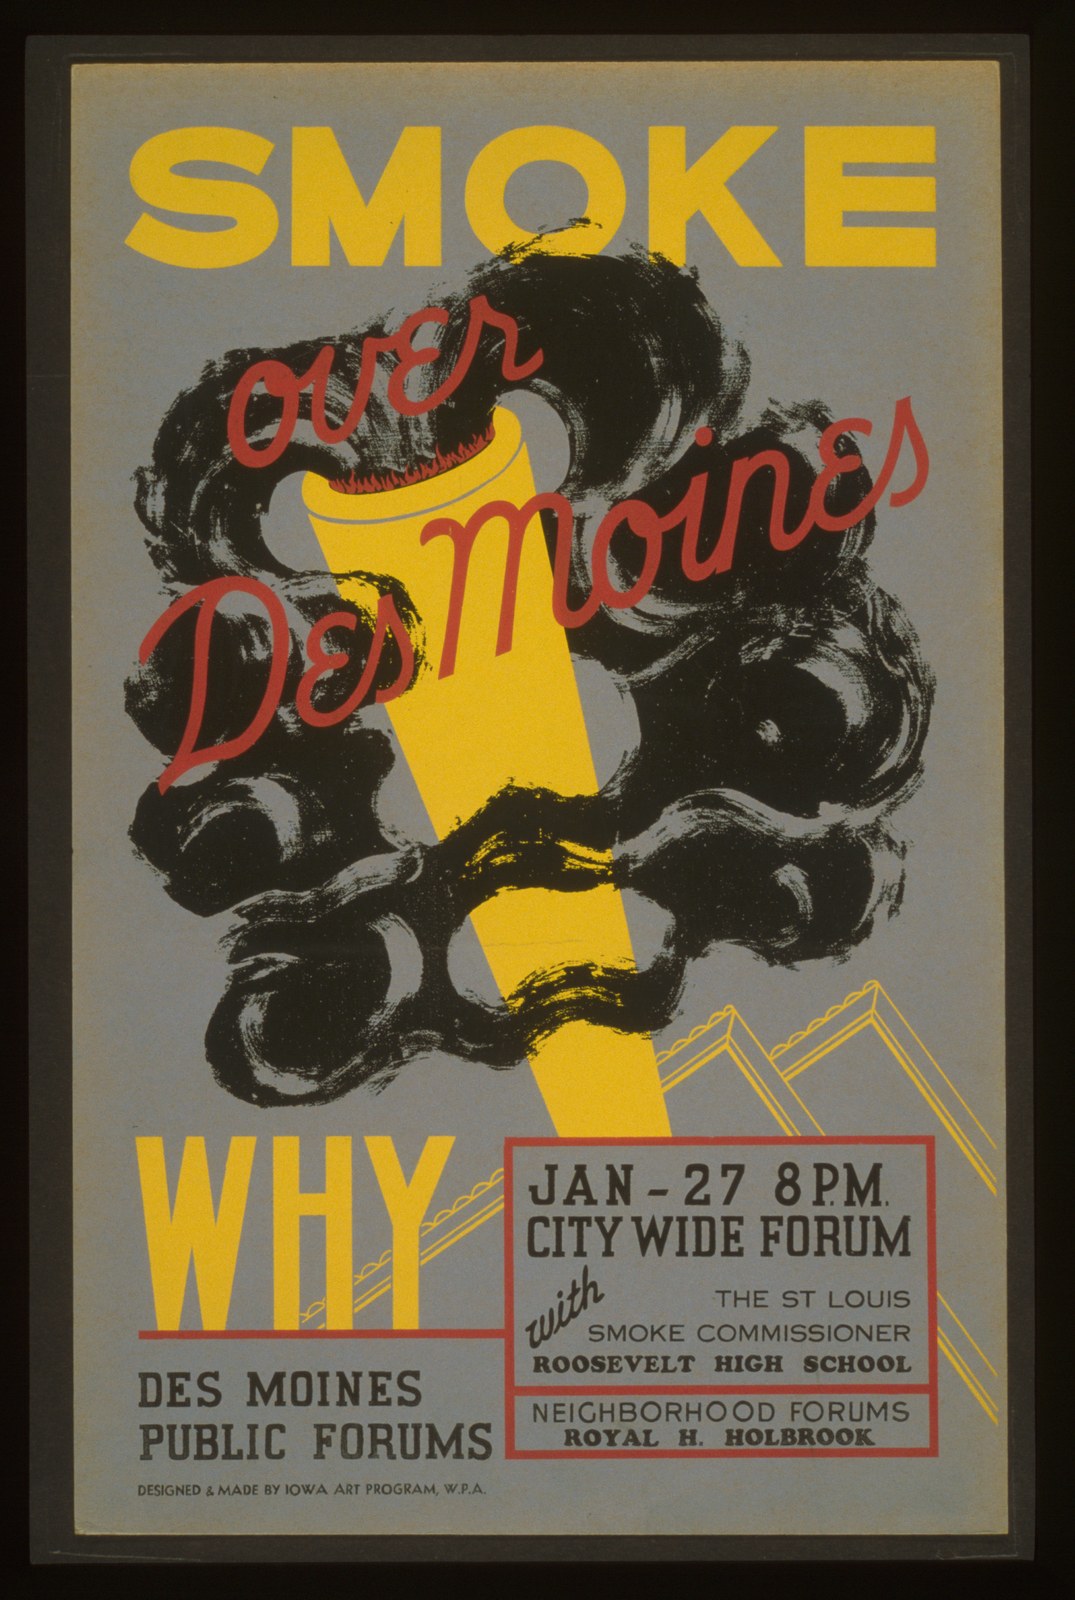 SMOKE
over
Des Moines
WHY
JAN - 27 8 P.M.
CITY WIDE FORUM
with THE ST LOUIS
SMOKE COMMISSIONER
ROOSEVELT HIGH SCHOOL
NEIGHBORHOOD FORUMS
ROYAL H. HOLBROOK
DES MOINES
PUBLIC FORUMS
DESIGNED & MADE BY IOWA ART PROGRAM, W.P.A.